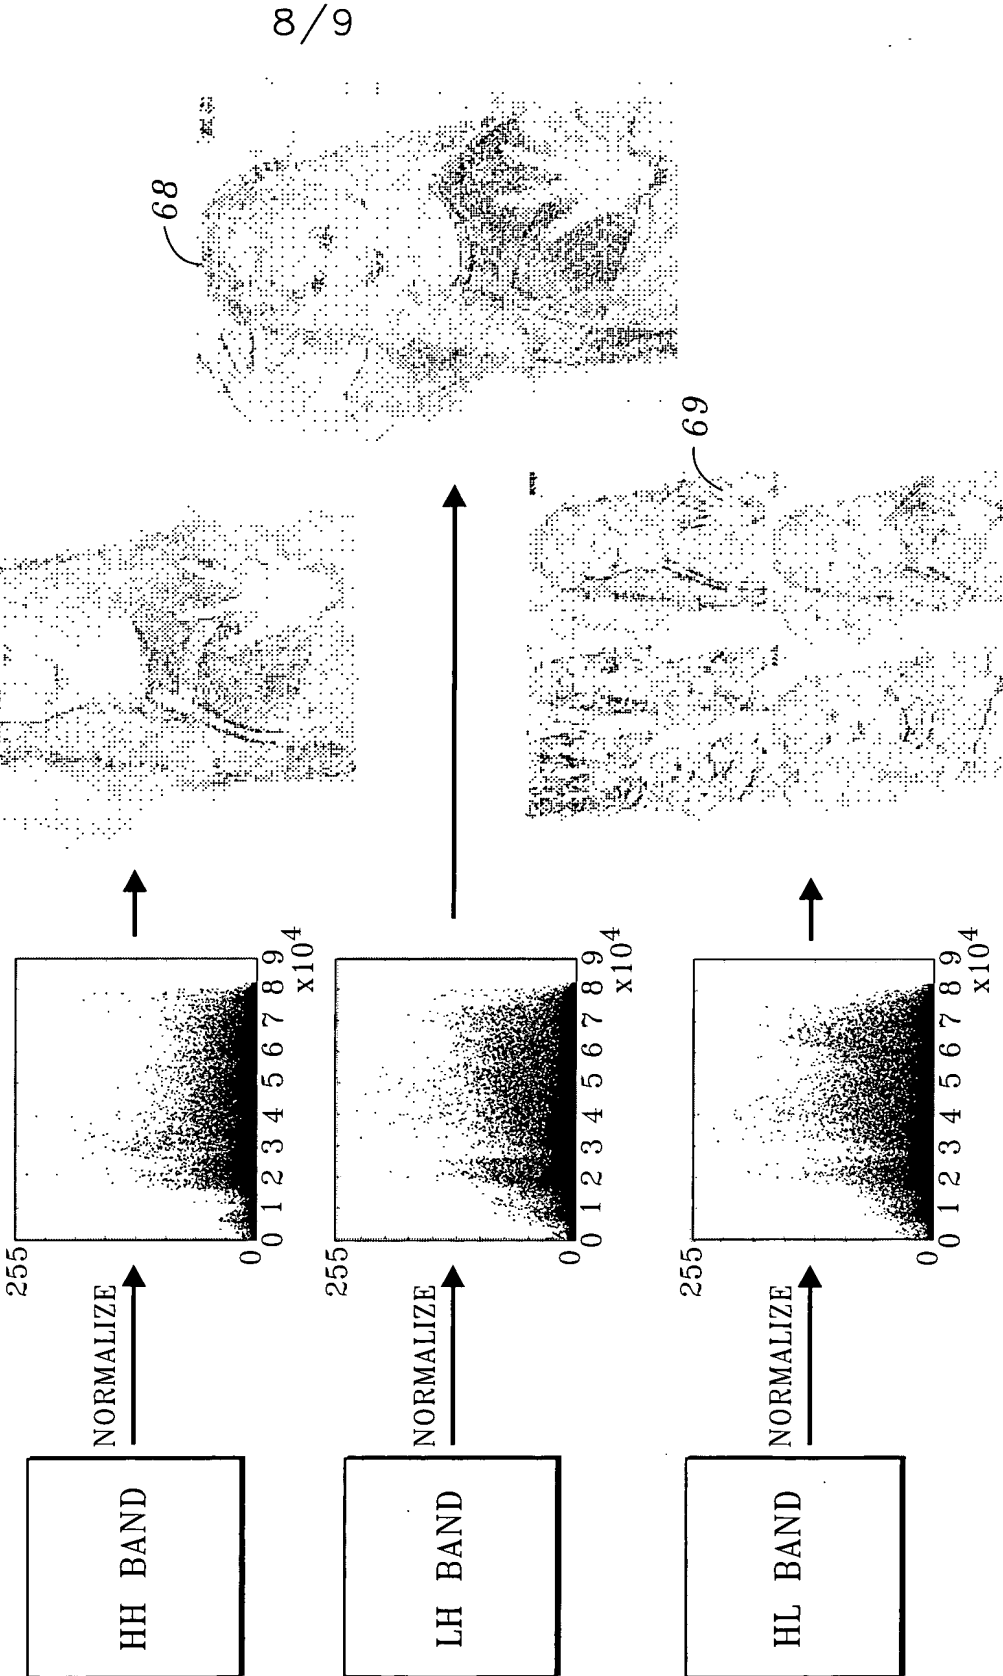 8/9
HH BAND
NORMALIZE
255
0
0 1 2 3 4 5 6 7 8 9
x10⁴
LH BAND
NORMALIZE
255
0
0 1 2 3 4 5 6 7 8 9
x10⁴
68
HL BAND
NORMALIZE
255
0
0 1 2 3 4 5 6 7 8 9
x10⁴
69